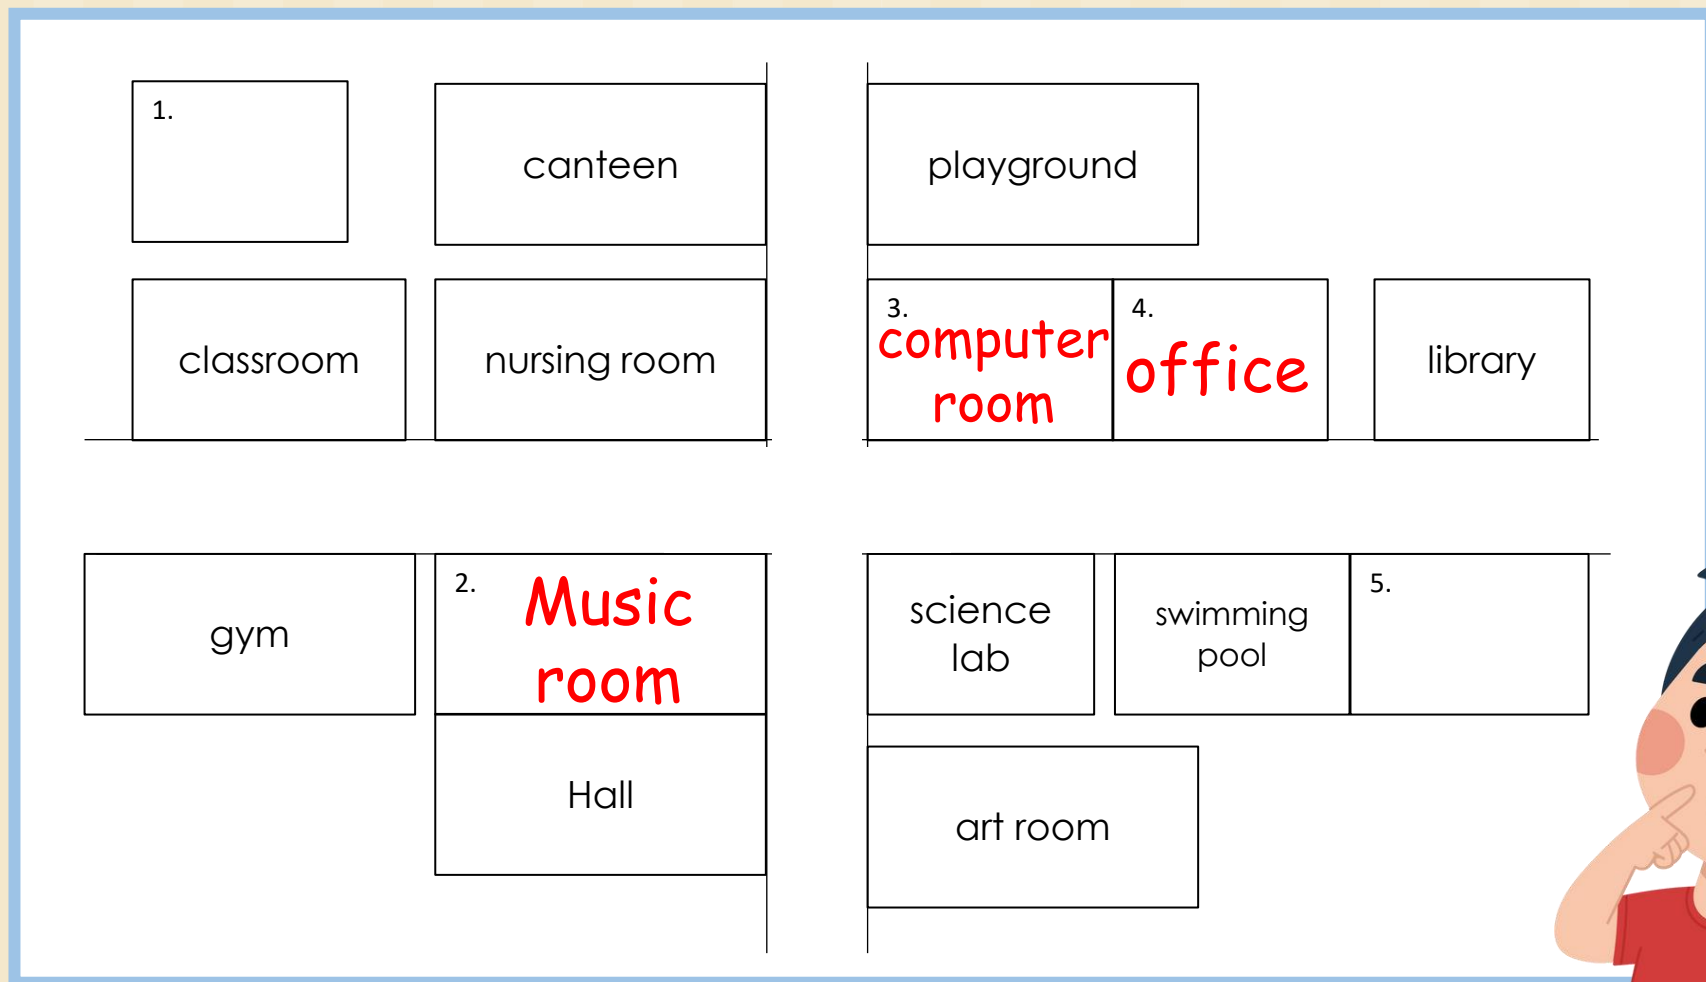 1.
canteen
playground
classroom
nursing room
3.
computer
room
4.
office
library
gym
2.
Music
room
science
lab
swimming
pool
5.
Hall
art room